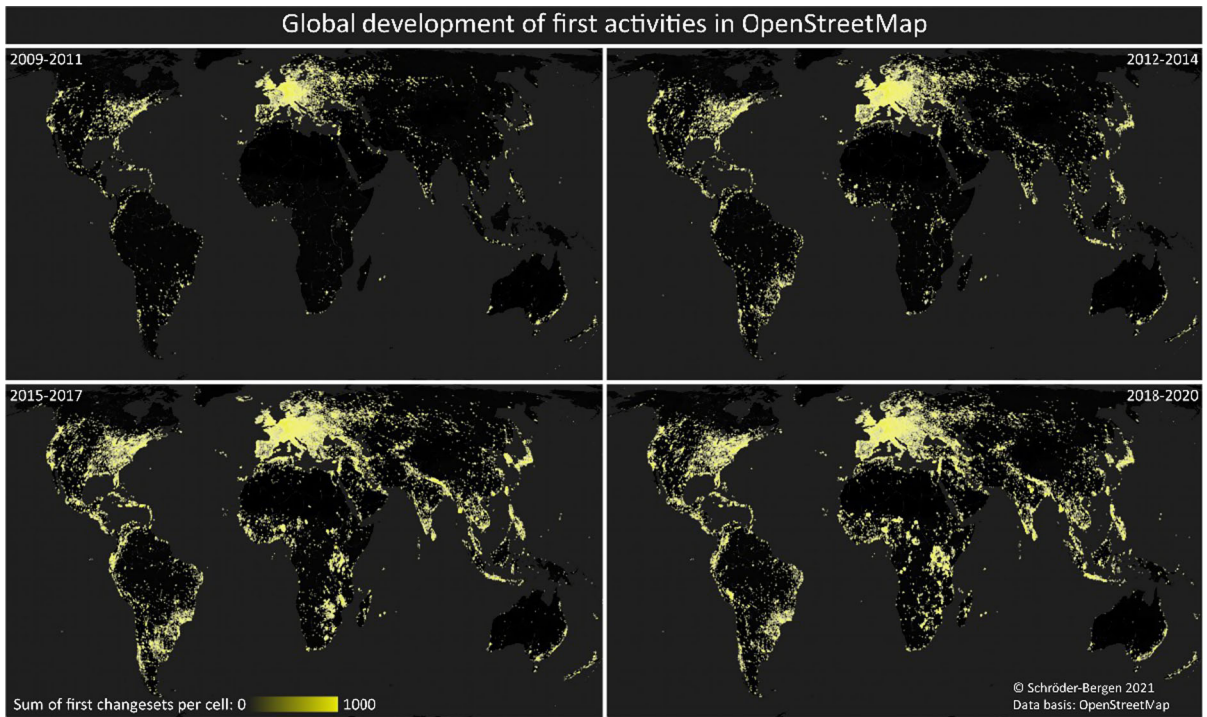 Global development of first activities in OpenStreetMap
2009-2011
2012-2014
2015-2017
2018-2020
Sum of first changesets per cell: 0 1000
© Schröder-Bergen 2021
Data basis: OpenStreetMap